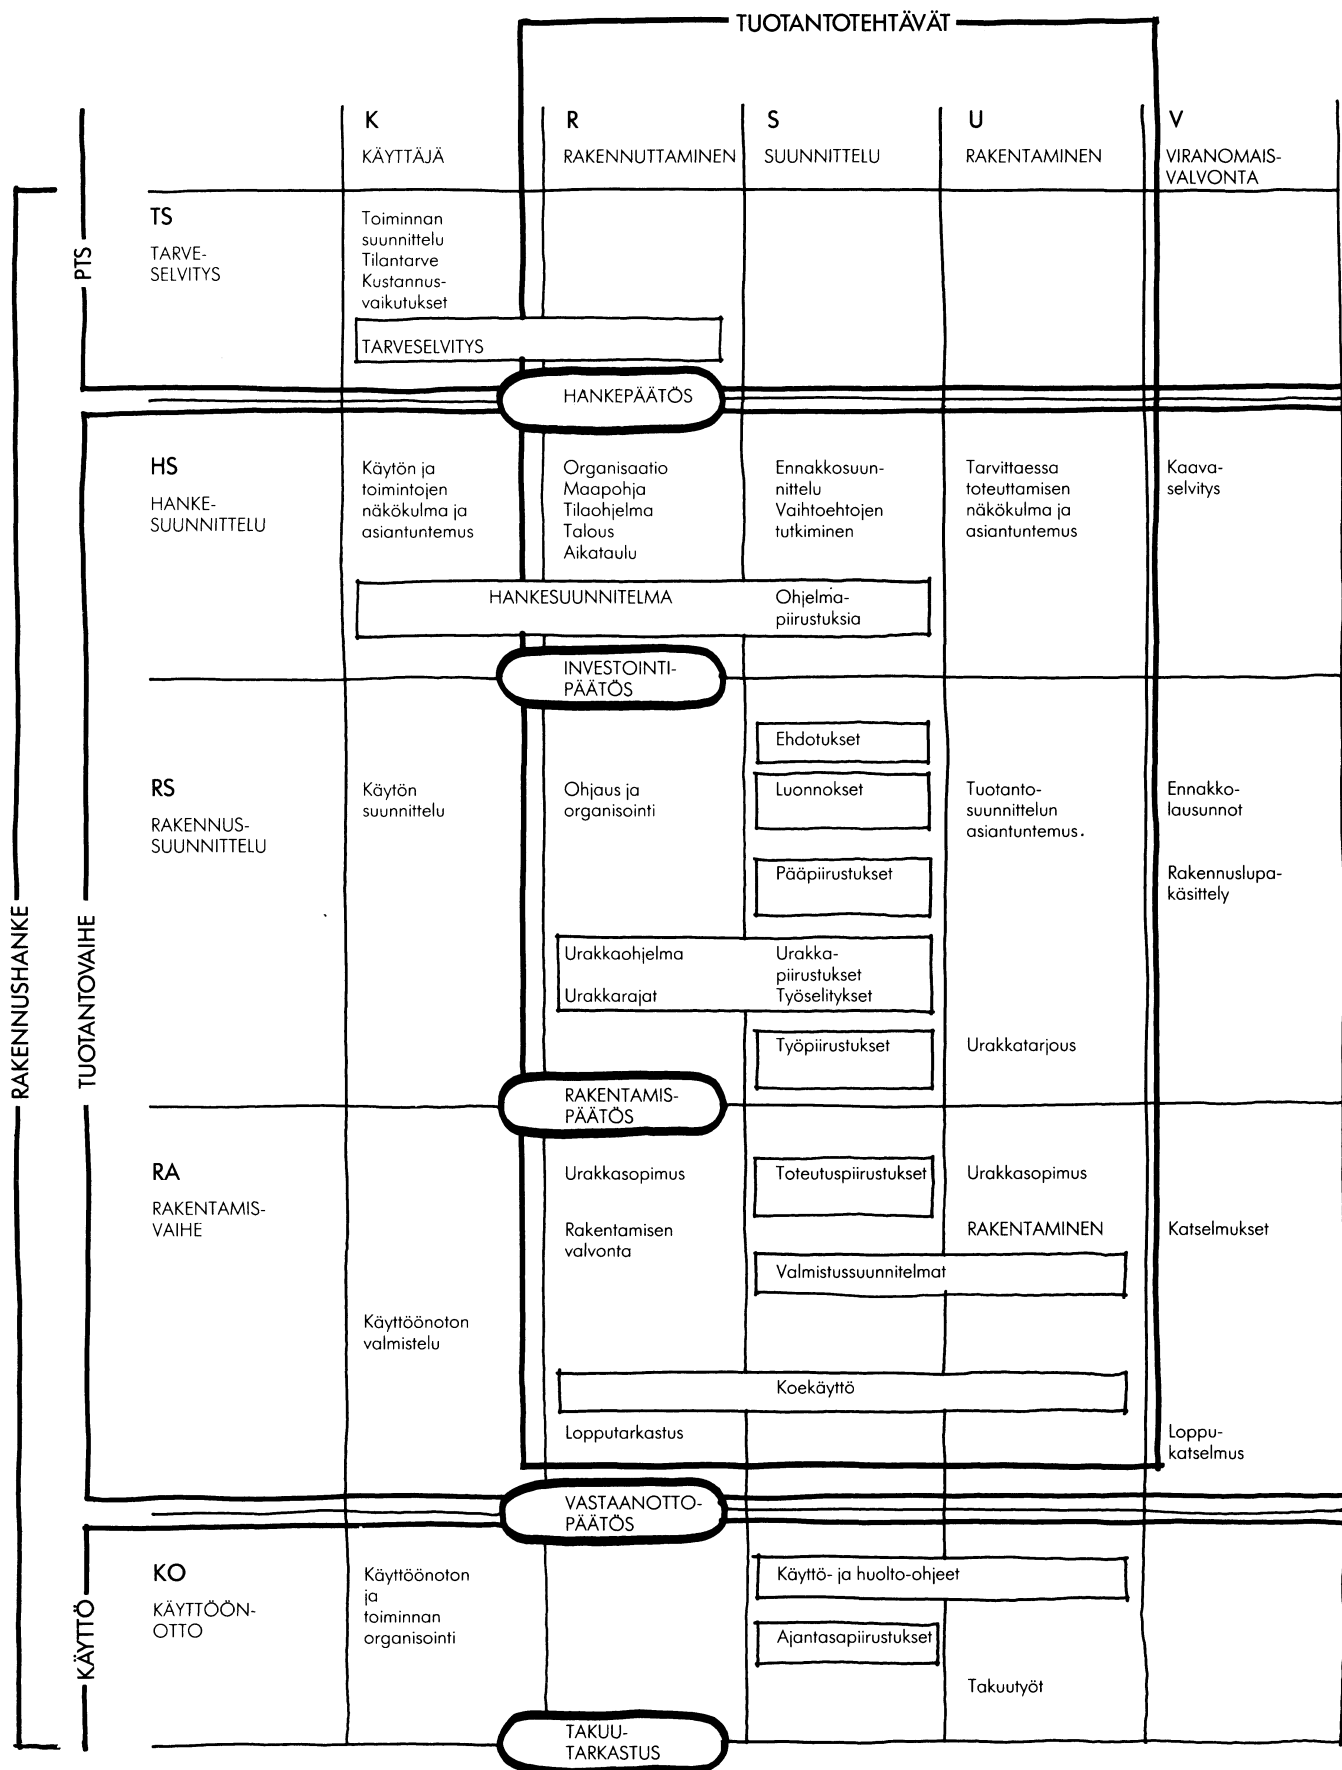 TUOTANTOTEHTÄVÄT
K
KÄYTTÄJÄ
R
RAKENNUTTAMINEN
S
SUUNNITTELU
U
RAKENTAMINEN
V
VIRANOMAIS-
VALVONTA
RAKENNUSHANKE
PTS
TS
TARVE-
SELVITYS
Toiminnan
suunnittelu
Tilantarve
Kustannus-
vaikutukset
TARVESELVITYS
HANKEPÄÄTÖS
TUOTANTOVAIHE
HS
HANKE-
SUUNNITTELU
Käytön ja
toimintojen
näkökulma ja
asiantuntemus
Organisaatio
Maapohja
Tilaohjelma
Talous
Aikataulu
Ennakkosuun-
nittelu
Vaihtoehtojen
tutkiminen
Tarvittaessa
toteuttamisen
näkökulma ja
asiantuntemus
Kaava-
selvitys
HANKESUUNNITELMA
Ohjelma-
piirustuksia
INVESTOINTI-
PÄÄTÖS
RS
RAKENNUS-
SUUNNITTELU
Käytön
suunnittelu
Ohjaus ja
organisointi
Ehdotukset
Luonnokset
Tuotanto-
suunnittelun
asiantuntemus.
Ennakko-
lausunnot
Pääpiirustukset
Rakennuslupa-
käsittely
Urakkaohjelma
Urakkarajat
Urakka-
piirustukset
Työselitykset
Työpiirustukset
Urakkatarjous
RAKENTAMIS-
PÄÄTÖS
RA
RAKENTAMIS-
VAIHE
Urakkasopimus
Toteutuspiirustukset
Urakkasopimus
Rakentamisen
valvonta
RAKENTAMINEN
Katselmukset
Valmistussuunnitelmat
Käyttöönoton
valmistelu
Koekäyttö
Lopputarkastus
Loppu-
katselmus
VASTAANOTTO-
PÄÄTÖS
KÄYTTÖ
KO
KÄYTTÖÖN-
OTTO
Käyttöönoton
ja
toiminnan
organisointi
Käyttö- ja huolto-ohjeet
Ajantasapiirustukset
Takuutyöt
TAKUU-
TARKASTUS